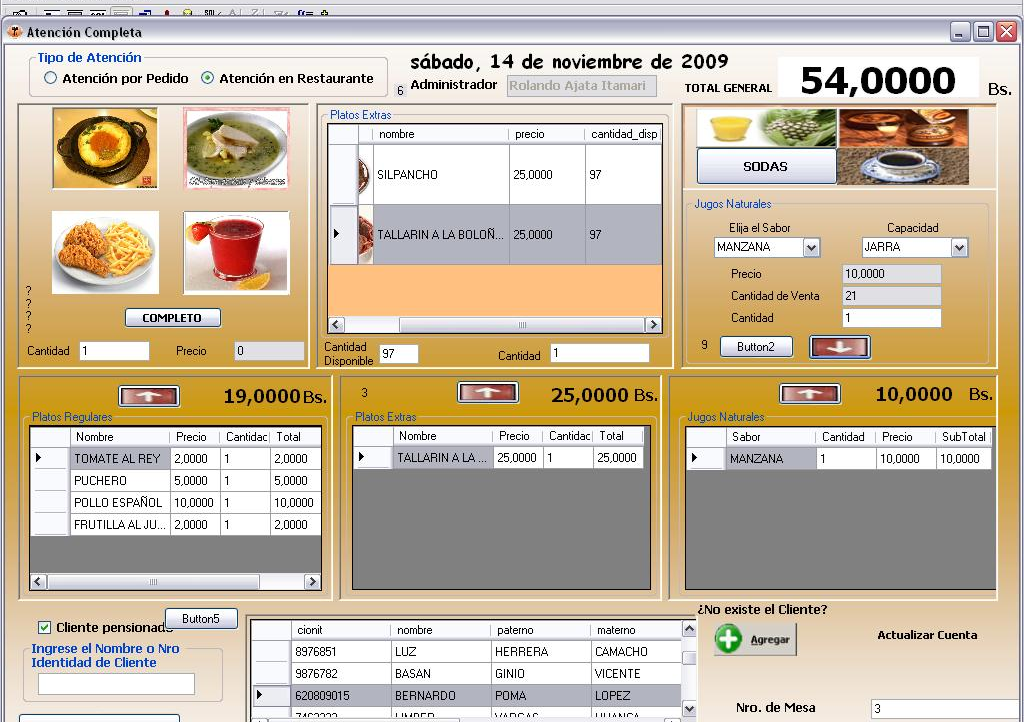 Atención Completa
Tipo de Atención
Atención por Pedido
Atención en Restaurante
sábado, 14 de noviembre de 2009
6
Administrador
Rolando Ajata Itamari
TOTAL GENERAL
54,0000
Bs.
?
?
?
?
COMPLETO
Cantidad
1
Precio
0
Platos Extras
nombre precio cantidad_disp
SILPANCHO 25,0000 97
TALLARIN A LA BOLOÑ... 25,0000 97
Cantidad
Disponible
97
Cantidad
1
SODAS
Jugos Naturales
Elija el Sabor
Capacidad
MANZANA
JARRA
Precio
10,0000
Cantidad de Venta
21
Cantidad
1
9
Button2
19,0000 Bs.
Platos Regulares
Nombre Precio Cantidac Total
TOMATE AL REY 2,0000 1 2,0000
PUCHERO 5,0000 1 5,0000
POLLO ESPAÑOL 10,0000 1 10,0000
FRUTILLA AL JU... 2,0000 1 2,0000
3
25,0000 Bs.
Platos Extras
Nombre Precio Cantidac Total
TALLARIN A LA ... 25,0000 1 25,0000
10,0000 Bs.
Jugos Naturales
Sabor Cantidad Precio SubTotal
MANZANA 1 10,0000 10,0000
Cliente pensionado
Button5
Ingrese el Nombre o Nro
Identidad de Cliente
cionit nombre paterno materno
8976851 LUZ HERRERA CAMACHO
9876782 BASAN GINIO VICENTE
620809015 BERNARDO POMA LOPEZ
¿No existe el Cliente?
Agregar
Actualizar Cuenta
Nro. de Mesa
3